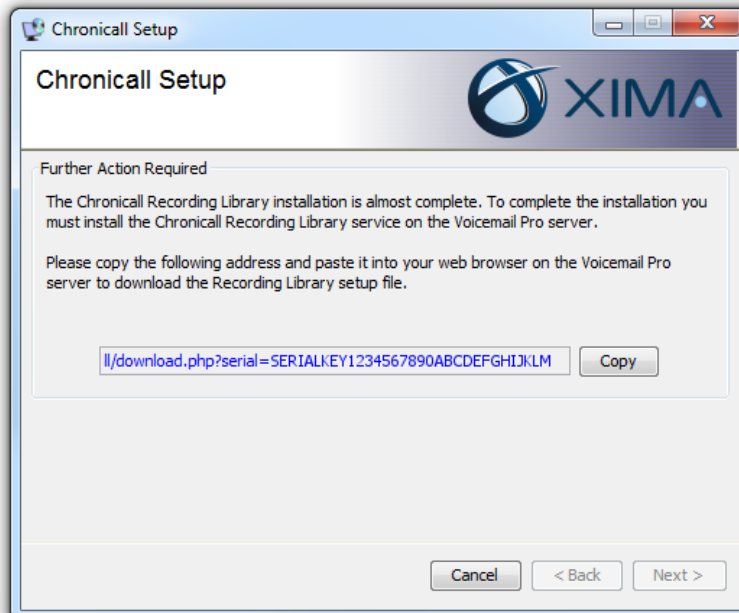 Chronicall Setup
Chronicall Setup
XIMA
Further Action Required
The Chronicall Recording Library installation is almost complete. To complete the installation you
must install the Chronicall Recording Library service on the Voicemail Pro server.
Please copy the following address and paste it into your web browser on the Voicemail Pro
server to download the Recording Library setup file.
ll/download.php?serial=SERIALKEY1234567890ABCDEFGHIJKLM
Copy
Cancel
< Back
Next >